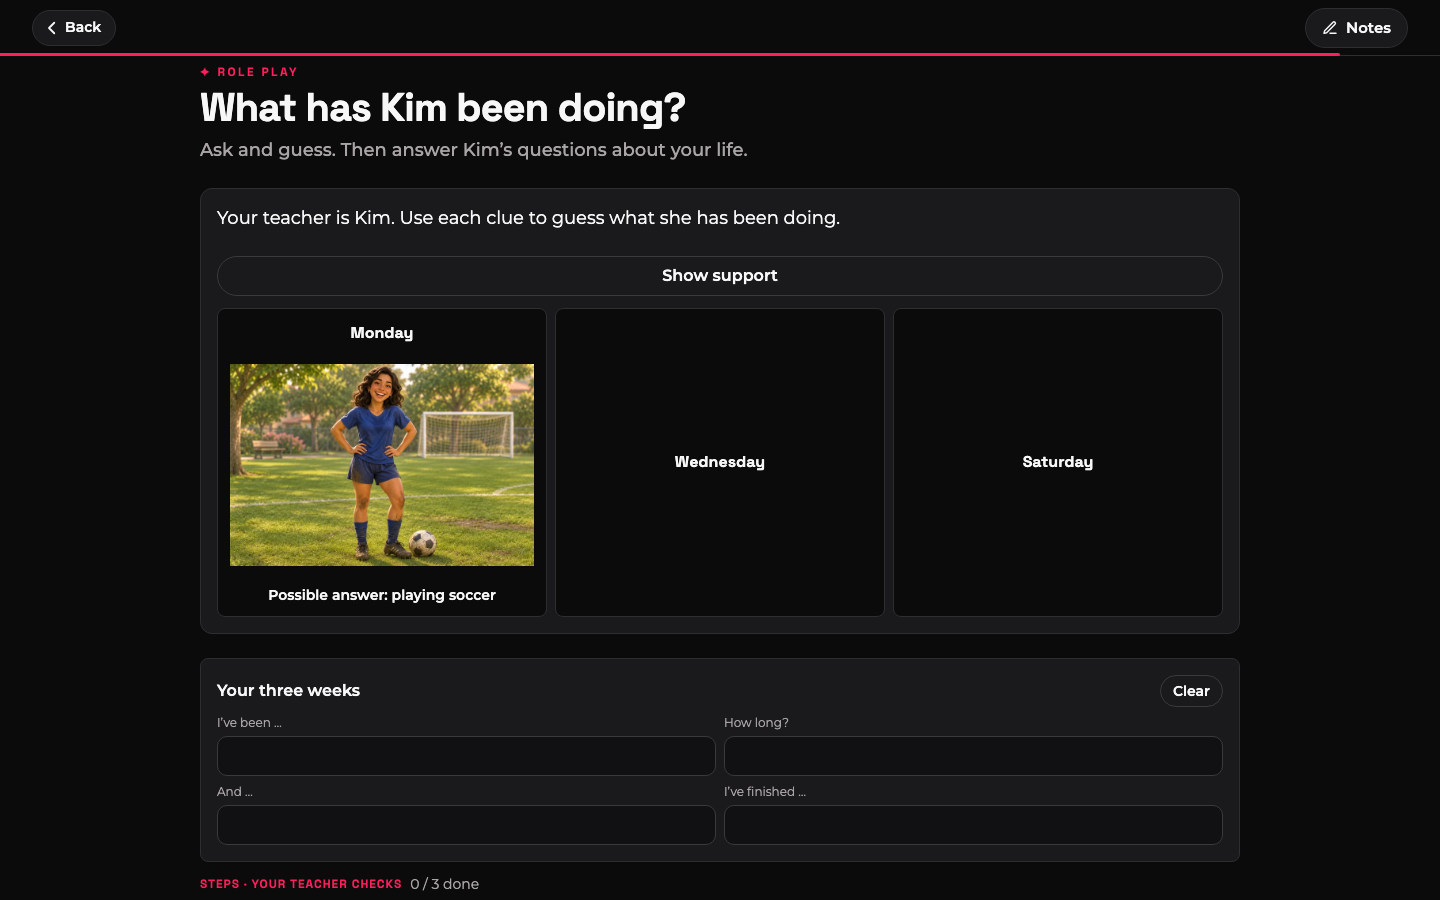 Back
Notes
ROLE PLAY
What has Kim been doing?
Ask and guess. Then answer Kim's questions about your life.
Your teacher is Kim. Use each clue to guess what she has been doing.
Show support
Monday
Wednesday
Saturday
Possible answer: playing soccer
Your three weeks
Clear
I've been ...
How long?
And ...
I've finished ...
STEPS · YOUR TEACHER CHECKS 0 / 3 done